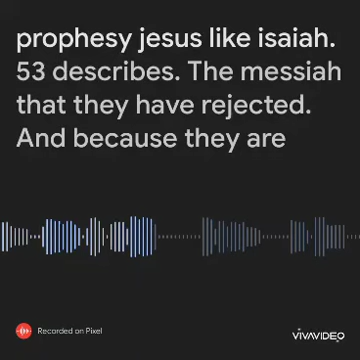 prophesy jesus like isaiah.
53 describes. The messiah
that they have rejected.
And because they are
Recorded on Pixel
VIVAVIDEO